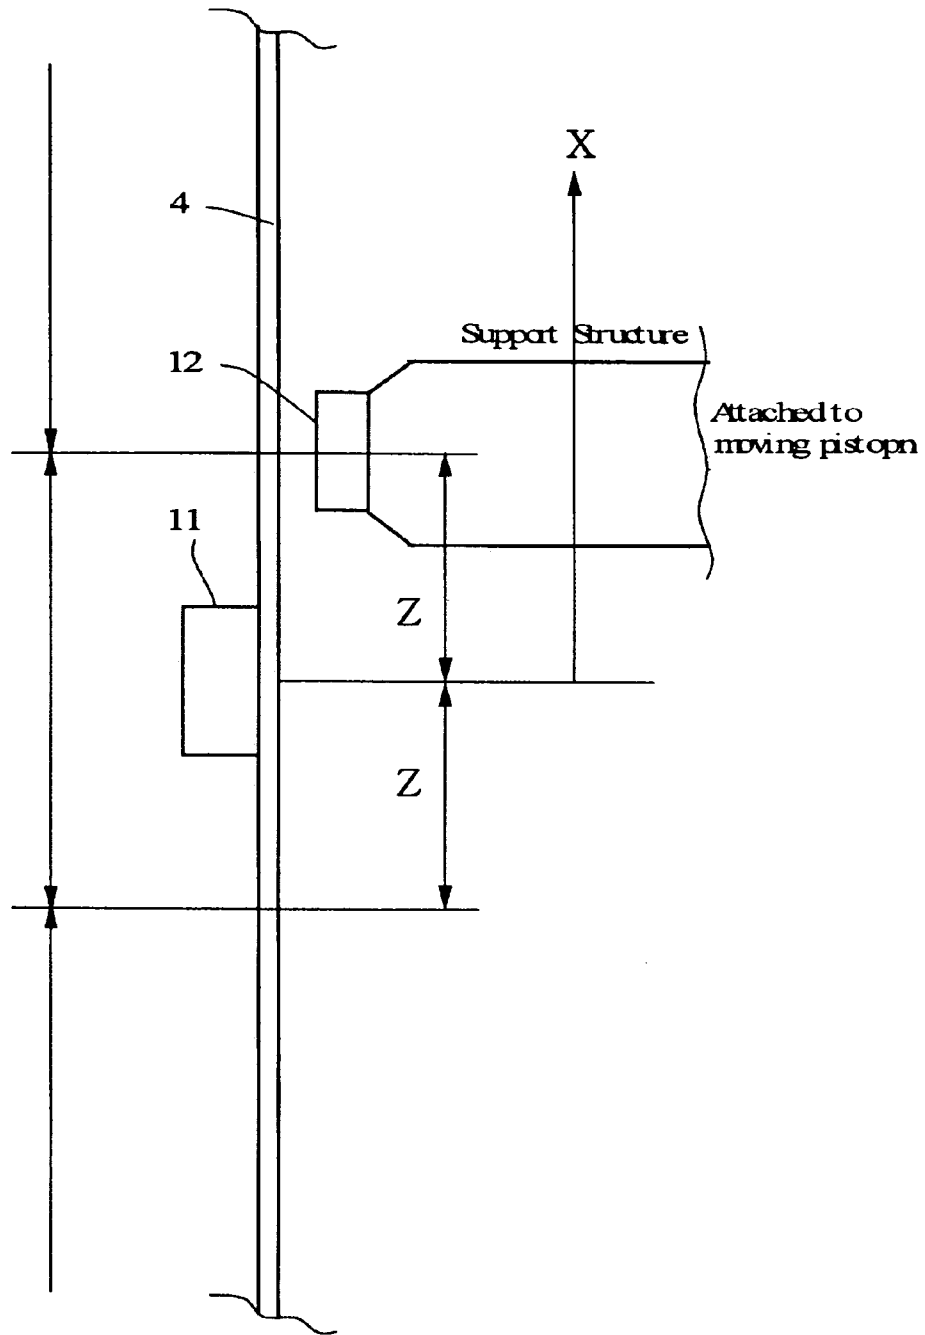 X
4
Support Structure
12
Attached to
moving pistopn
11
Z
Z